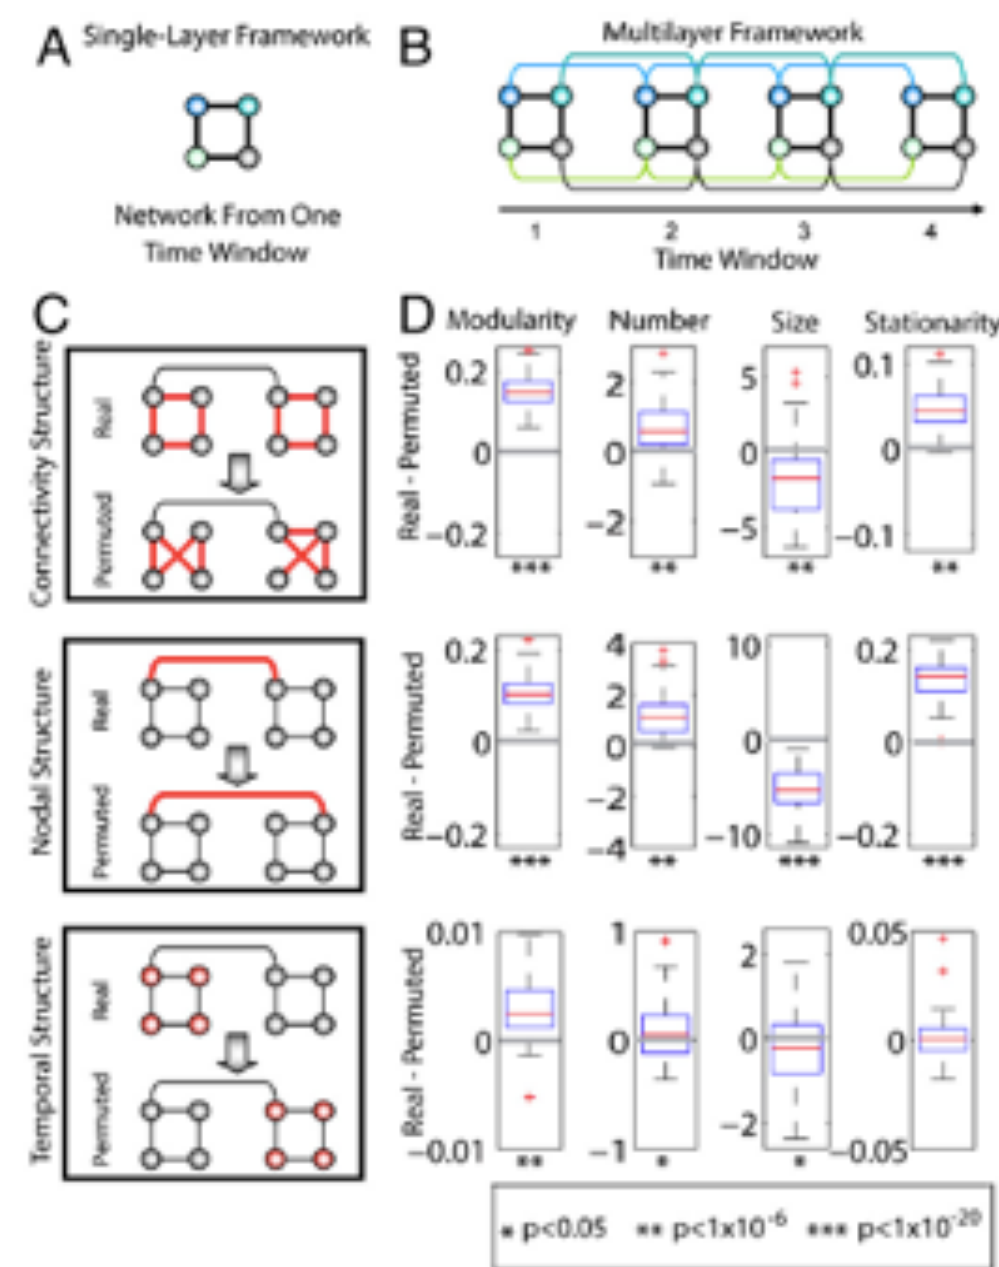 A Single-Layer Framework
Network From One
Time Window
B Multilayer Framework
1 2 3 4
Time Window
C
Connectivity Structure
Real
Permuted
Nodal Structure
Real
Permuted
Temporal Structure
Real
Permuted
D Modularity Number Size Stationarity
Real - Permuted
0.2 2 5 0.1
0 0 0 0
−0.2 −2 −5 −0.1
*** ** ** **
Real - Permuted
0.2 4 10 0.2
2
0 0 0 0
−2
−0.2 −4 −10 −0.2
*** ** *** ***
Real - Permuted
0.01 1 2 0.05
0 0 0 0
−0.01 −1 −2 −0.05
** * *
* p<0.05 ** p<1x10⁻⁶ *** p<1x10⁻²⁰